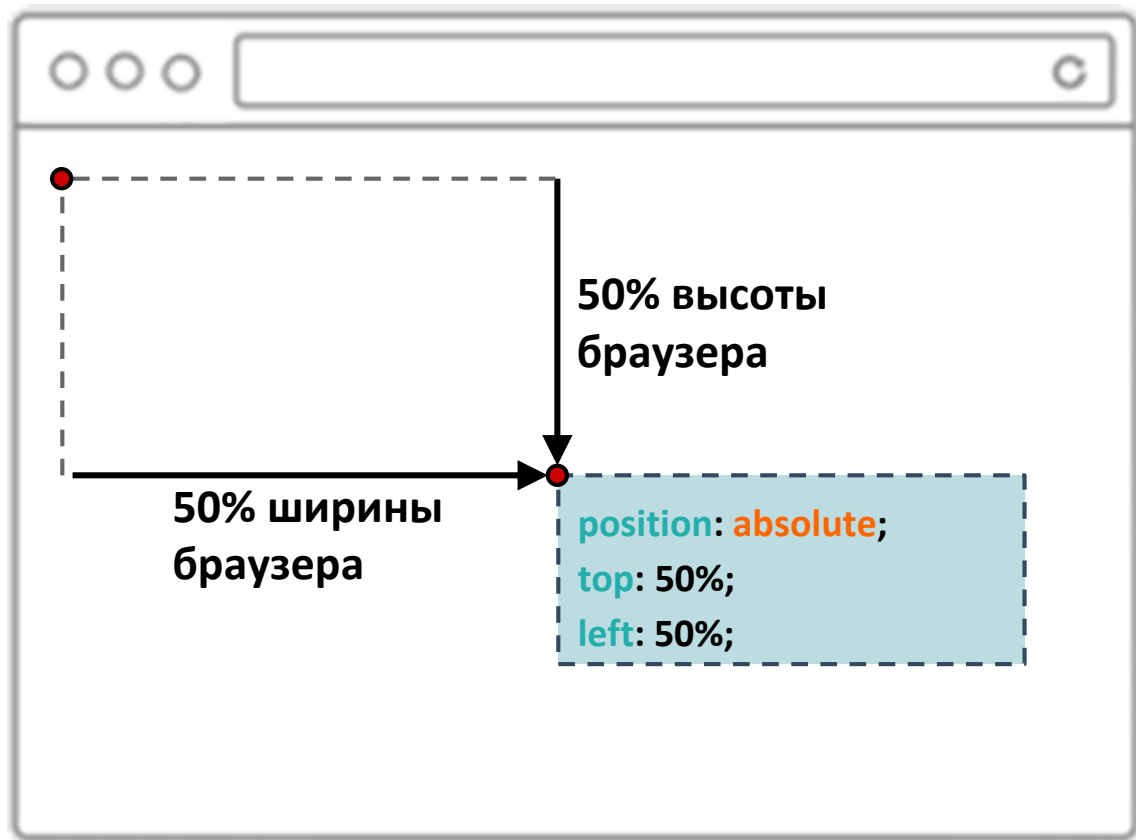 50% высоты
браузера
50% ширины
браузера
position: absolute;
top: 50%;
left: 50%;